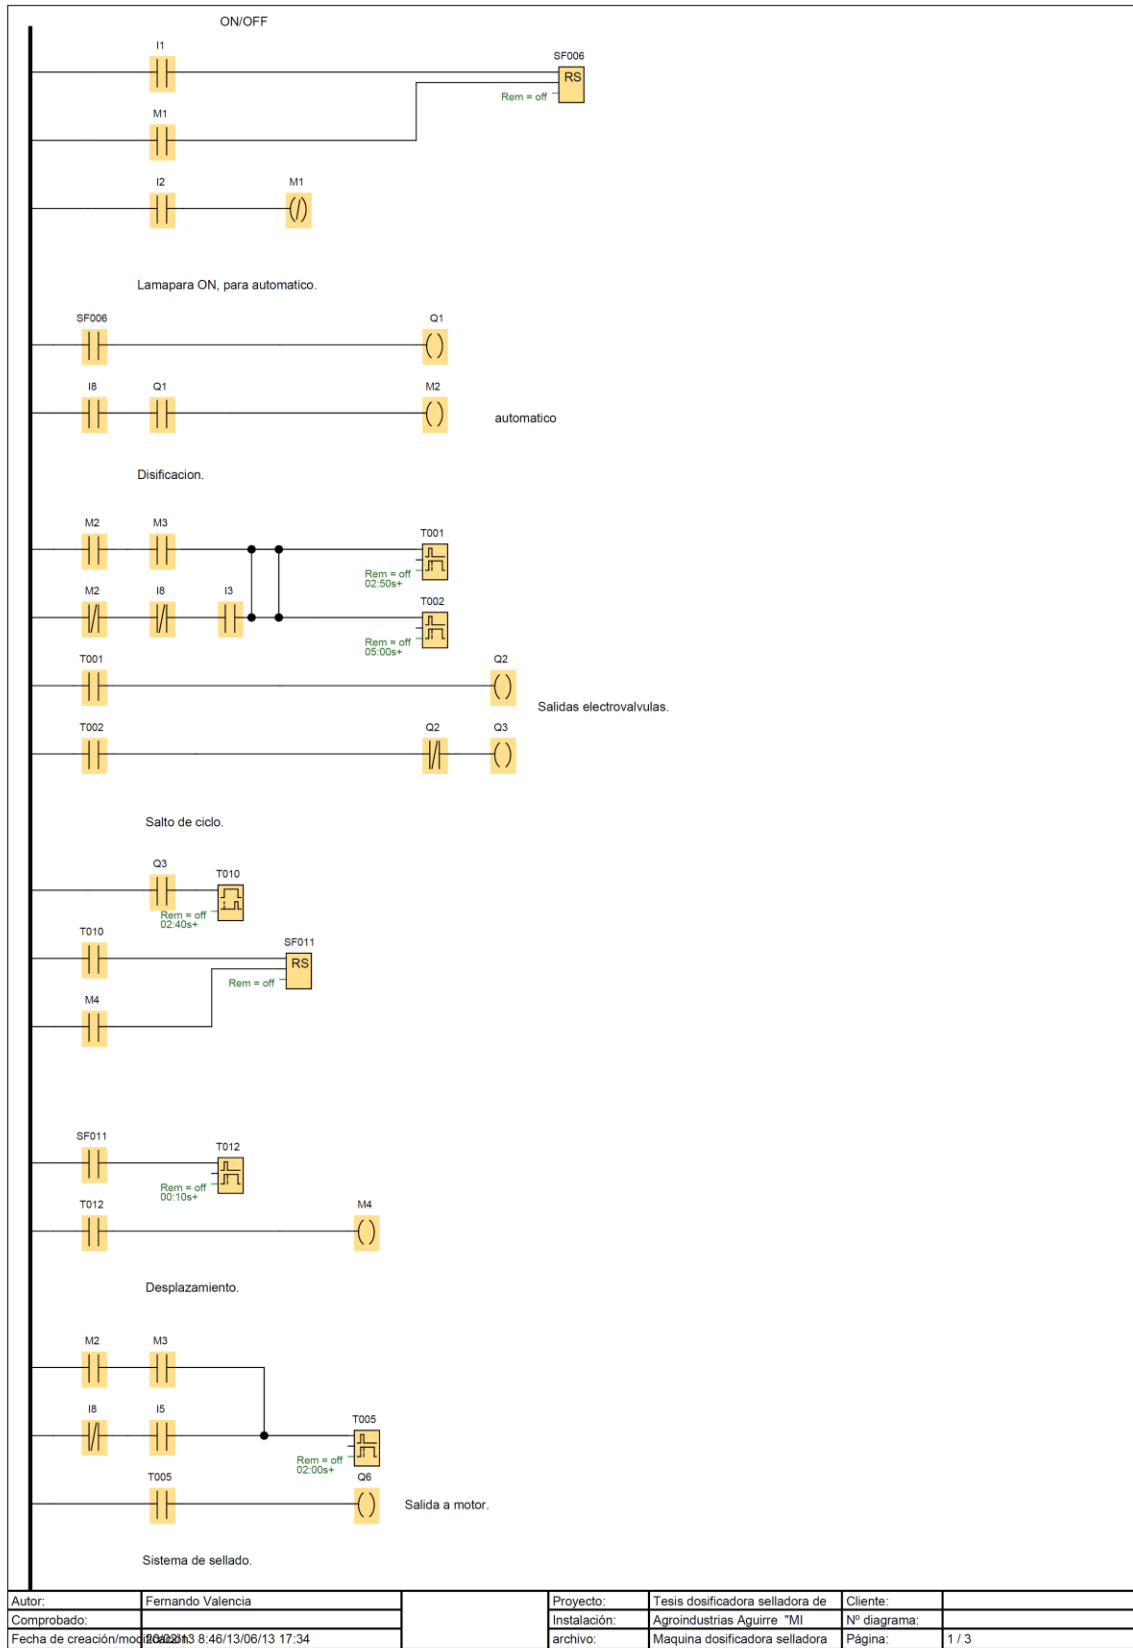 ON/OFF
I1
SF006
RS
Rem = off
M1
I2
M1
Lamapara ON, para automatico.
SF006
Q1
I8
Q1
M2
automatico
Disificacion.
M2
M3
T001
Rem = off
02:50s+
M2
I8
I3
T002
Rem = off
05:00s+
T001
Q2
Salidas electrovalvulas.
T002
Q2
Q3
Salto de ciclo.
Q3
T010
Rem = off
02:40s+
T010
SF011
RS
Rem = off
M4
SF011
T012
Rem = off
00:10s+
T012
M4
Desplazamiento.
M2
M3
I8
I5
T005
Rem = off
02:00s+
T005
Q6
Salida a motor.
Sistema de sellado.
Autor: Fernando Valencia Proyecto: Tesis dosificadora selladora de Cliente:
Comprobado: Instalación: Agroindustrias Aguirre "MI Nº diagrama:
Fecha de creación/modificación: 8:46/13/06/13 17:34 archivo: Maquina dosificadora selladora Página: 1 / 3